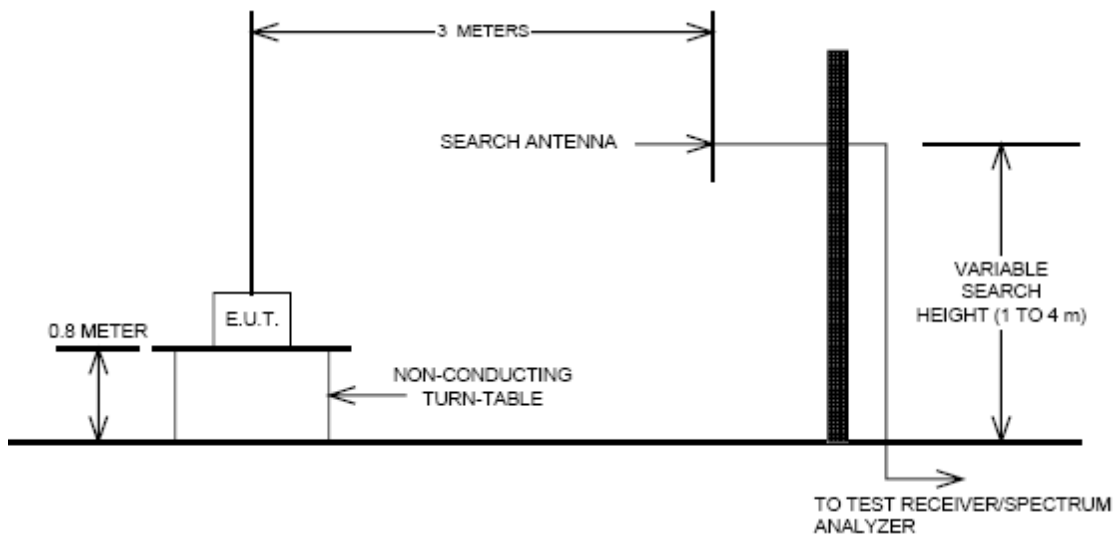 3 METERS
SEARCH ANTENNA
E.U.T.
0.8 METER
NON-CONDUCTING
TURN-TABLE
VARIABLE
SEARCH
HEIGHT (1 TO 4 m)
TO TEST RECEIVER/SPECTRUM
ANALYZER